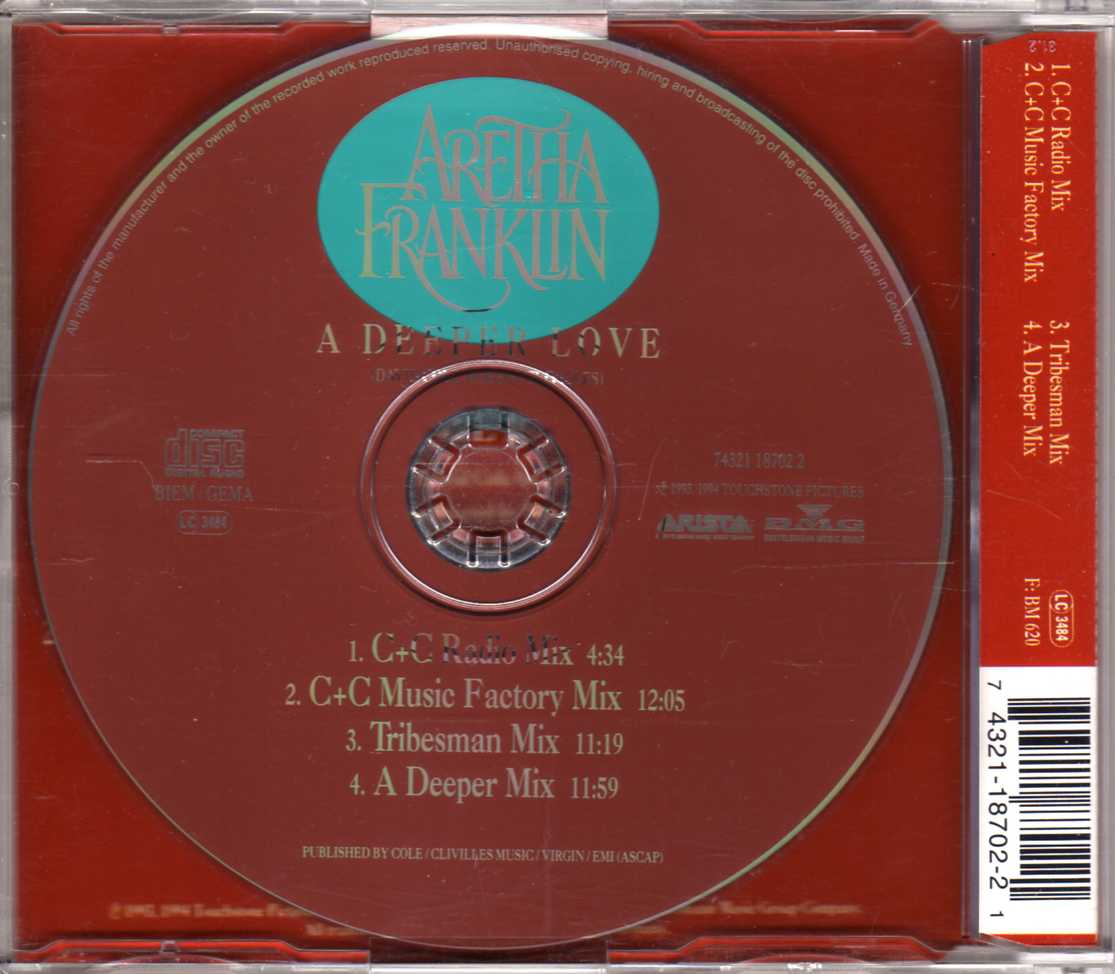 All rights of the manufacturer and the owner of the recorded work reproduced reserved. Unauthorised copying, hiring and broadcasting of the disc prohibited. Made in Germany
ARETHA
FRANKLIN
A DEEPER LOVE
COMPACT
disc
DIGITAL AUDIO
BIEM / GEMA
LC 3484
74321 18702 2
℗ 1993, 1994 TOUCHSTONE PICTURES
ARISTA
BMG
BERTELSMANN MUSIC GROUP
1. C+C Radio Mix 4:34
2. C+C Music Factory Mix 12:05
3. Tribesman Mix 11:19
4. A Deeper Mix 11:59
PUBLISHED BY COLE / CLIVILLES MUSIC / VIRGIN / EMI (ASCAP)
1. C+C Radio Mix
2. C+C Music Factory Mix
3. Tribesman Mix
4. A Deeper Mix
LC 3484
F: BM 620
7 4321-18702-2 1